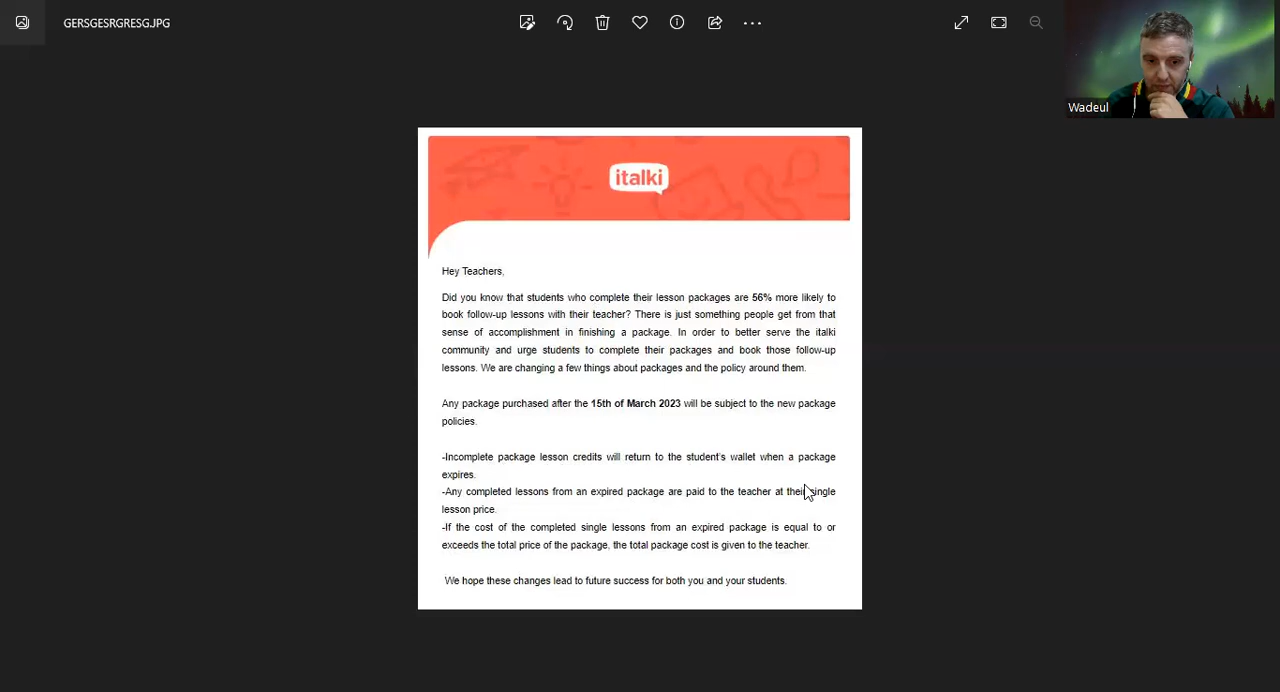 GERSGESRGRESG.JPG
Wadeul
italki
Hey Teachers,
Did you know that students who complete their lesson packages are 56% more likely to
book follow-up lessons with their teacher? There is just something people get from that
sense of accomplishment in finishing a package. In order to better serve the italki
community and urge students to complete their packages and book those follow-up
lessons. We are changing a few things about packages and the policy around them.
Any package purchased after the 15th of March 2023 will be subject to the new package
policies.
-Incomplete package lesson credits will return to the student's wallet when a package
expires.
-Any completed lessons from an expired package are paid to the teacher at their single
lesson price.
-If the cost of the completed single lessons from an expired package is equal to or
exceeds the total price of the package, the total package cost is given to the teacher.
We hope these changes lead to future success for both you and your students.